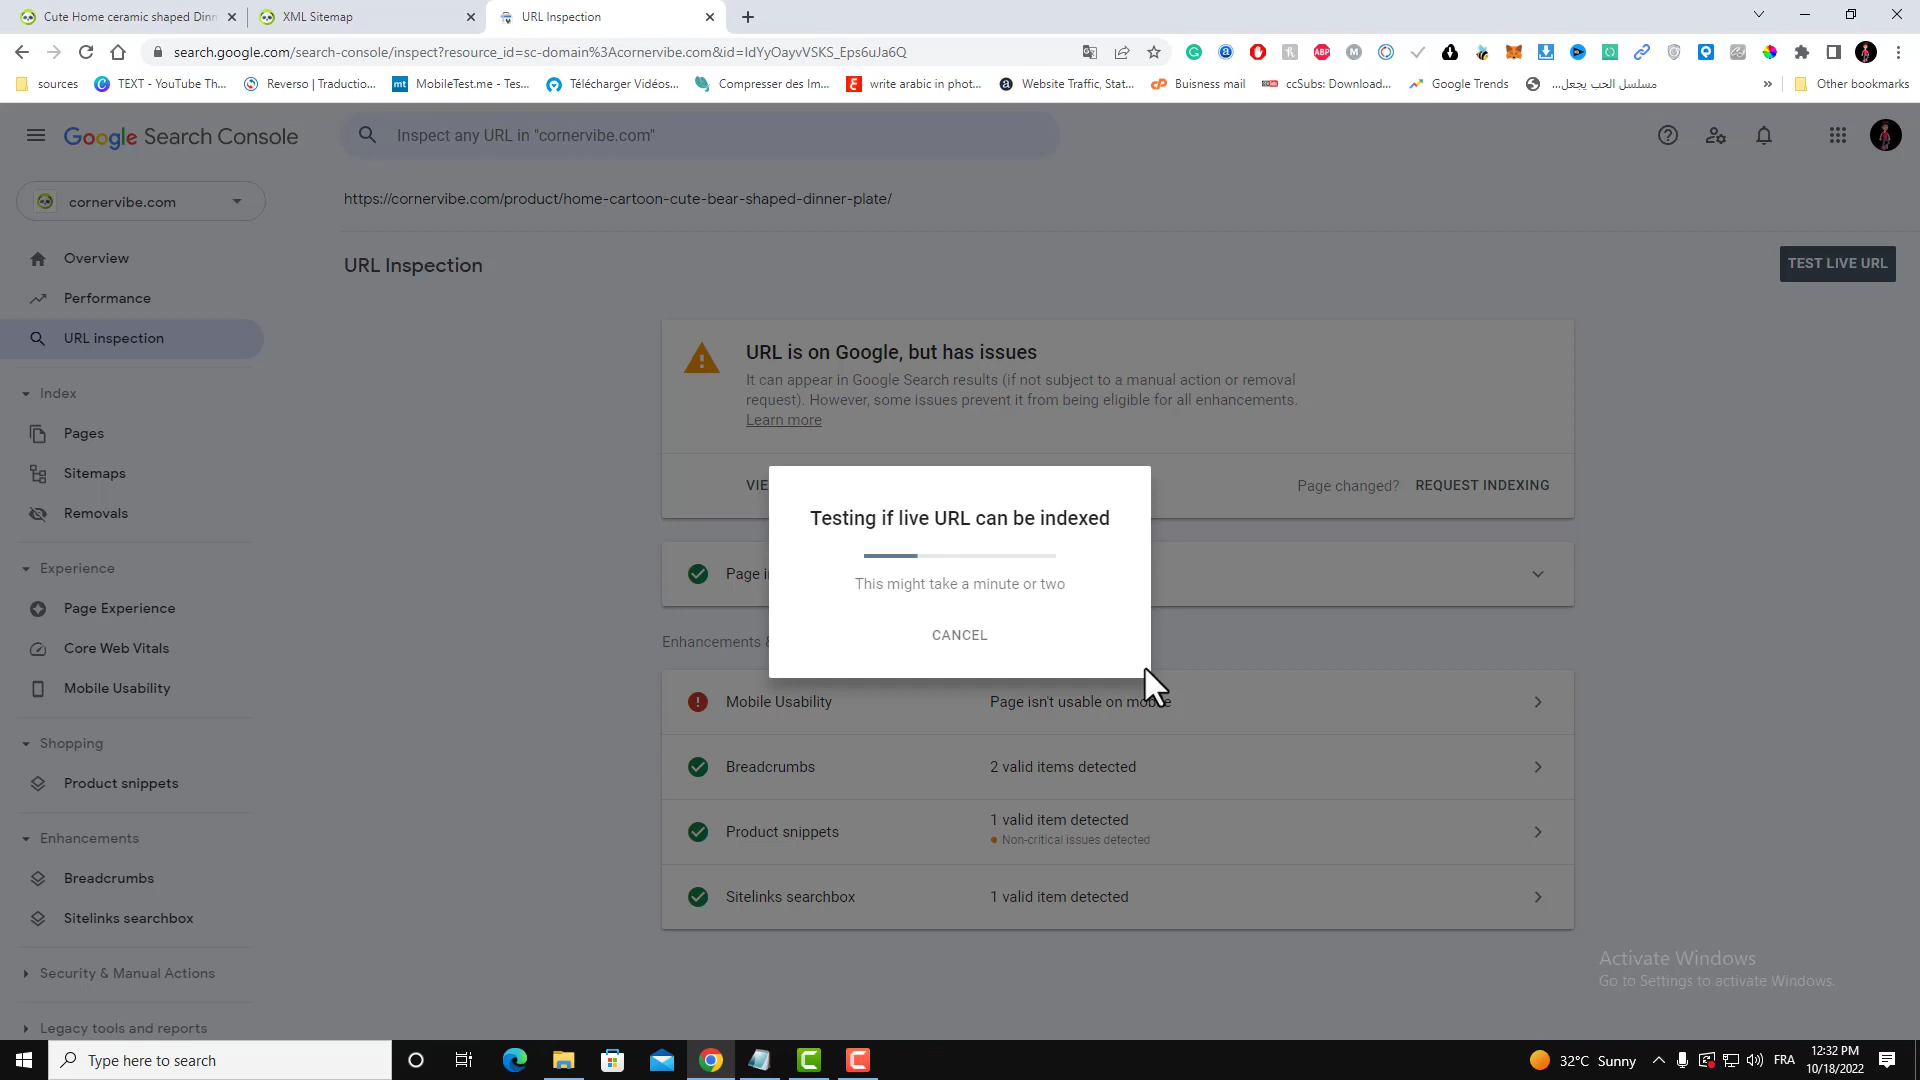 Cute Home ceramic shaped Dinn
XML Sitemap
URL Inspection
search.google.com/search-console/inspect?resource_id=sc-domain%3Acornervibe.com&id=IdYyOayvVSKS_Eps6uJa6Q
sources
TEXT - YouTube Th...
Reverso | Traductio...
MobileTest.me - Tes...
Télécharger Vidéos...
Compresser des Im...
write arabic in phot...
Website Traffic, Stat...
Buisness mail
ccSubs: Download...
Google Trends
مسلسل الحب يجعل...
Other bookmarks
Google Search Console
Inspect any URL in "cornervibe.com"
cornervibe.com
https://cornervibe.com/product/home-cartoon-cute-bear-shaped-dinner-plate/
Overview
Performance
URL inspection
Index
Pages
Sitemaps
Removals
Experience
Page Experience
Core Web Vitals
Mobile Usability
Shopping
Product snippets
Enhancements
Breadcrumbs
Sitelinks searchbox
Security & Manual Actions
Legacy tools and reports
URL Inspection
TEST LIVE URL
URL is on Google, but has issues
It can appear in Google Search results (if not subject to a manual action or removal
request). However, some issues prevent it from being eligible for all enhancements.
Learn more
VIE
Page changed? REQUEST INDEXING
Testing if live URL can be indexed
This might take a minute or two
CANCEL
Page i
Enhancements &
Mobile Usability
Page isn't usable on mobile
Breadcrumbs
2 valid items detected
Product snippets
1 valid item detected
Non-critical issues detected
Sitelinks searchbox
1 valid item detected
Activate Windows
Go to Settings to activate Windows.
Type here to search
32°C Sunny
FRA
12:32 PM
10/18/2022